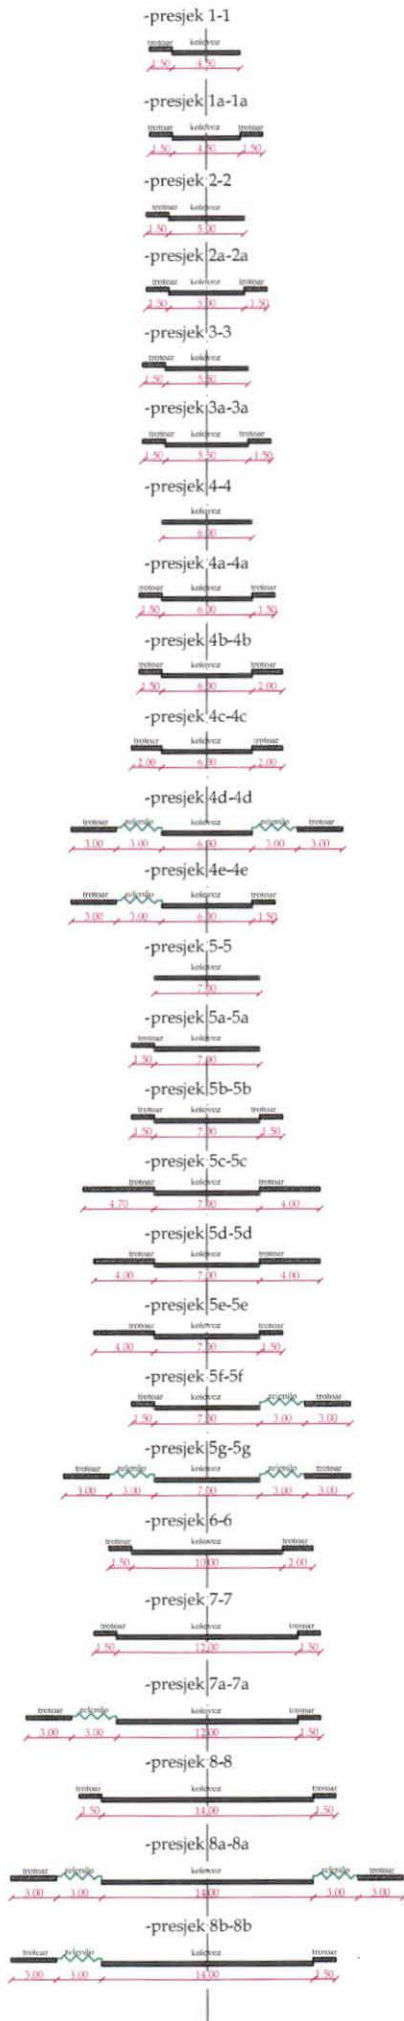 -presjek 1-1
trotoar kolovoz
1.50 4.50
-presjek 1a-1a
trotoar kolovoz trotoar
1.50 4.50 1.50
-presjek 2-2
trotoar kolovoz
1.50 5.00
-presjek 2a-2a
trotoar kolovoz trotoar
1.50 5.00 1.50
-presjek 3-3
trotoar kolovoz
1.50 5.50
-presjek 3a-3a
trotoar kolovoz trotoar
1.50 5.50 1.50
-presjek 4-4
kolovoz
6.00
-presjek 4a-4a
trotoar kolovoz trotoar
1.50 6.00 1.50
-presjek 4b-4b
trotoar kolovoz trotoar
1.50 6.00 2.00
-presjek 4c-4c
trotoar kolovoz trotoar
2.00 6.00 2.00
-presjek 4d-4d
trotoar zelenilo kolovoz zelenilo trotoar
3.00 3.00 6.00 3.00 3.00
-presjek 4e-4e
trotoar zelenilo kolovoz trotoar
3.00 3.00 6.00 1.50
-presjek 5-5
kolovoz
7.00
-presjek 5a-5a
trotoar kolovoz
1.50 7.00
-presjek 5b-5b
trotoar kolovoz trotoar
1.50 7.00 1.50
-presjek 5c-5c
trotoar kolovoz trotoar
4.70 7.00 4.00
-presjek 5d-5d
trotoar kolovoz trotoar
4.00 7.00 4.00
-presjek 5e-5e
trotoar kolovoz trotoar
4.00 7.00 1.50
-presjek 5f-5f
trotoar kolovoz zelenilo trotoar
1.50 7.00 3.00 3.00
-presjek 5g-5g
trotoar zelenilo kolovoz zelenilo trotoar
3.00 3.00 7.00 3.00 3.00
-presjek 6-6
trotoar kolovoz trotoar
1.50 10.00 2.00
-presjek 7-7
trotoar kolovoz trotoar
1.50 12.00 1.50
-presjek 7a-7a
trotoar zelenilo kolovoz trotoar
3.00 3.00 12.00 1.50
-presjek 8-8
trotoar kolovoz trotoar
1.50 14.00 1.50
-presjek 8a-8a
trotoar zelenilo kolovoz zelenilo trotoar
3.00 3.00 14.00 3.00 3.00
-presjek 8b-8b
trotoar zelenilo kolovoz trotoar
3.00 3.00 14.00 1.50